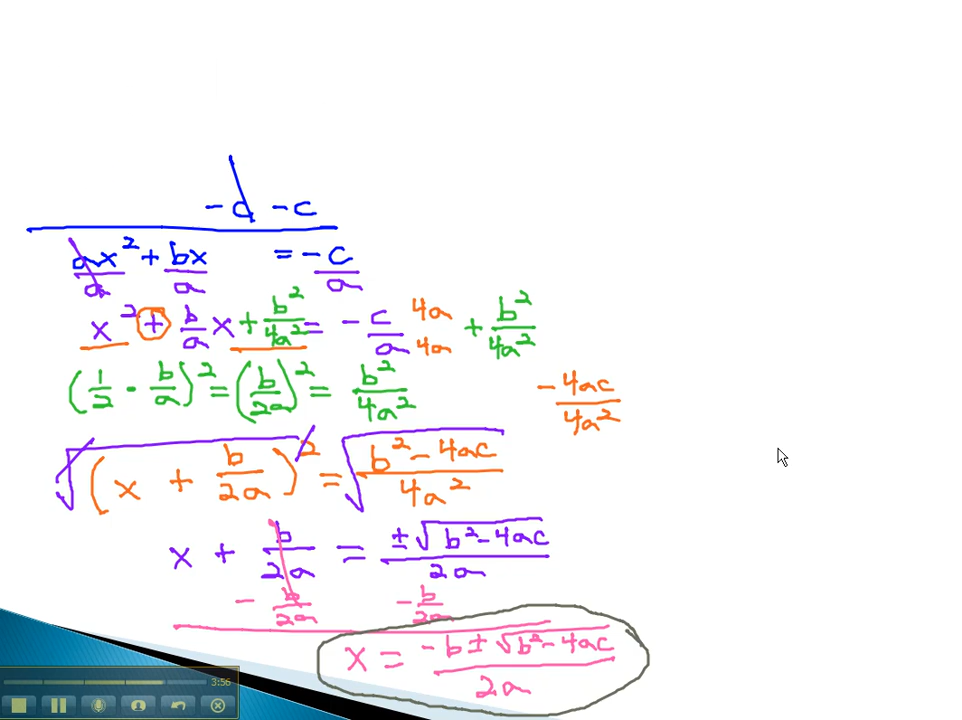 - c - c
ax² + bx = - c
a a a
x² + b/a x + b²/4a² = - c/a 4a/4a + b²/4a²
(1/2 · b/a)² = (b/2a)² = b²/4a²
- 4ac/4a²
√(x + b/2a)² = √(b² - 4ac)/4a²
x + b/2a = ±√(b² - 4ac)/2a
- b/2a - b/2a
x = -b ± √(b² - 4ac)/2a
3:56